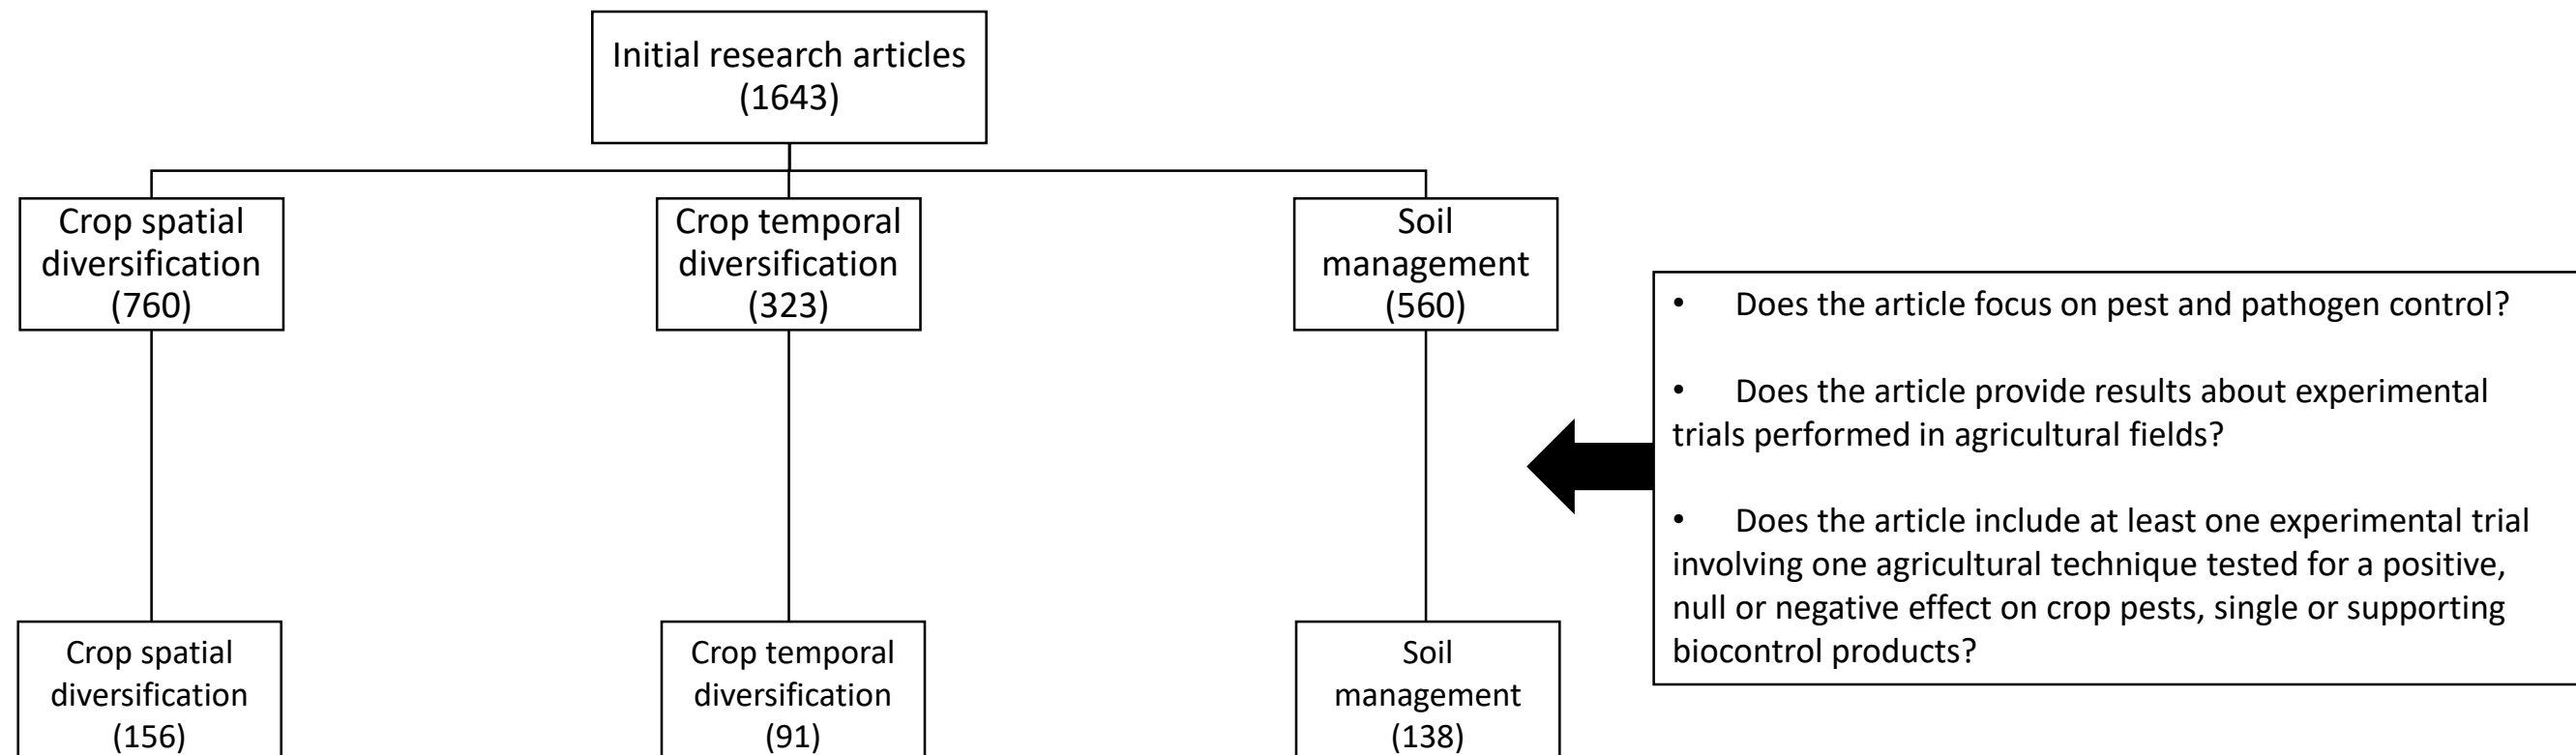 Initial research articles
(1643)
Crop spatial
diversification
(760)
Crop temporal
diversification
(323)
Soil
management
(560)
• Does the article focus on pest and pathogen control?
• Does the article provide results about experimental
trials performed in agricultural fields?
• Does the article include at least one experimental trial
involving one agricultural technique tested for a positive,
null or negative effect on crop pests, single or supporting
biocontrol products?
Crop spatial
diversification
(156)
Crop temporal
diversification
(91)
Soil
management
(138)